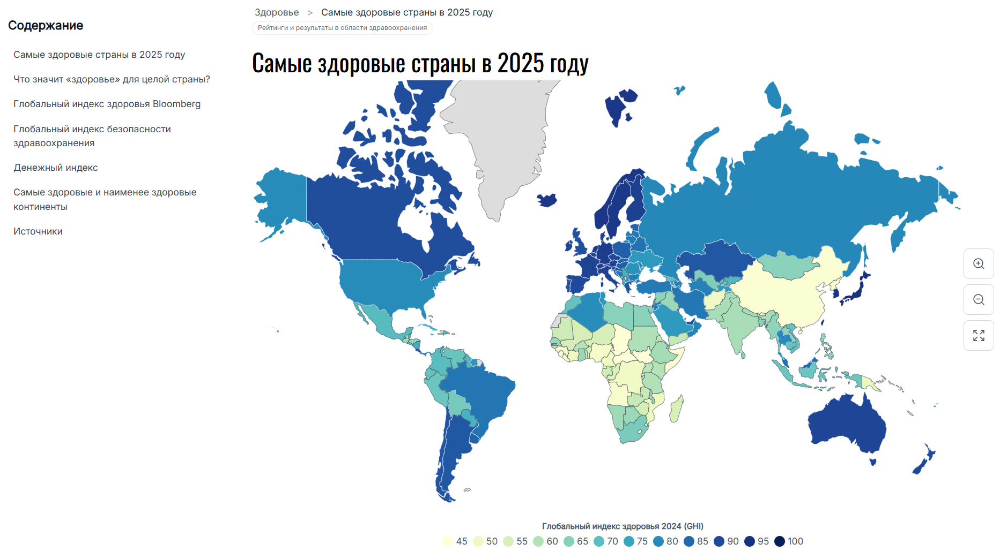 Содержание
Самые здоровые страны в 2025 году
Что значит «здоровье» для целой страны?
Глобальный индекс здоровья Bloomberg
Глобальный индекс безопасности
здравоохранения
Денежный индекс
Самые здоровые и наименее здоровые
континенты
Источники
Здоровье > Самые здоровые страны в 2025 году
Рейтинги и результаты в области здравоохранения
Самые здоровые страны в 2025 году
Глобальный индекс здоровья 2024 (GHI)
45 50 55 60 65 70 75 80 85 90 95 100